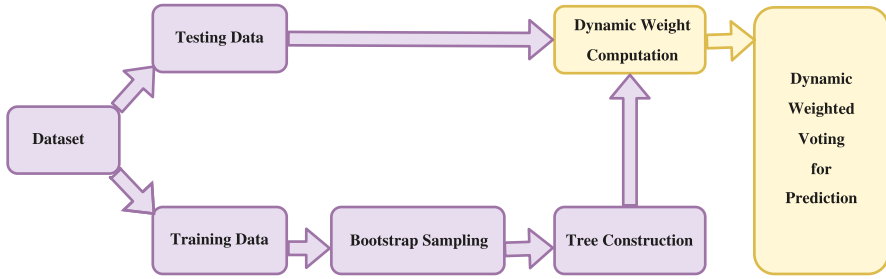 Testing Data
Dynamic Weight
Computation
Dataset
Dynamic
Weighted
Voting
for
Prediction
Training Data
Bootstrap Sampling
Tree Construction